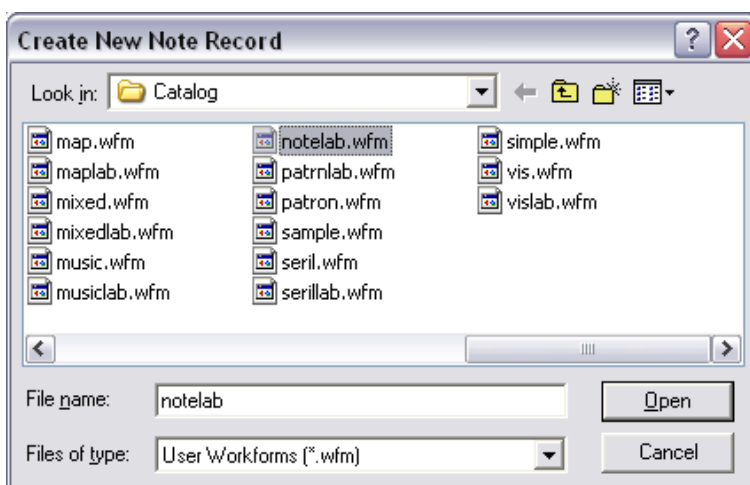 Create New Note Record
Look in: Catalog
map.wfm notelab.wfm simple.wfm
maplab.wfm patrnlab.wfm vis.wfm
mixed.wfm patron.wfm vislab.wfm
mixedlab.wfm sample.wfm
music.wfm seril.wfm
musiclab.wfm serillab.wfm
File name: notelab Open
Files of type: User Workforms (*.wfm) Cancel